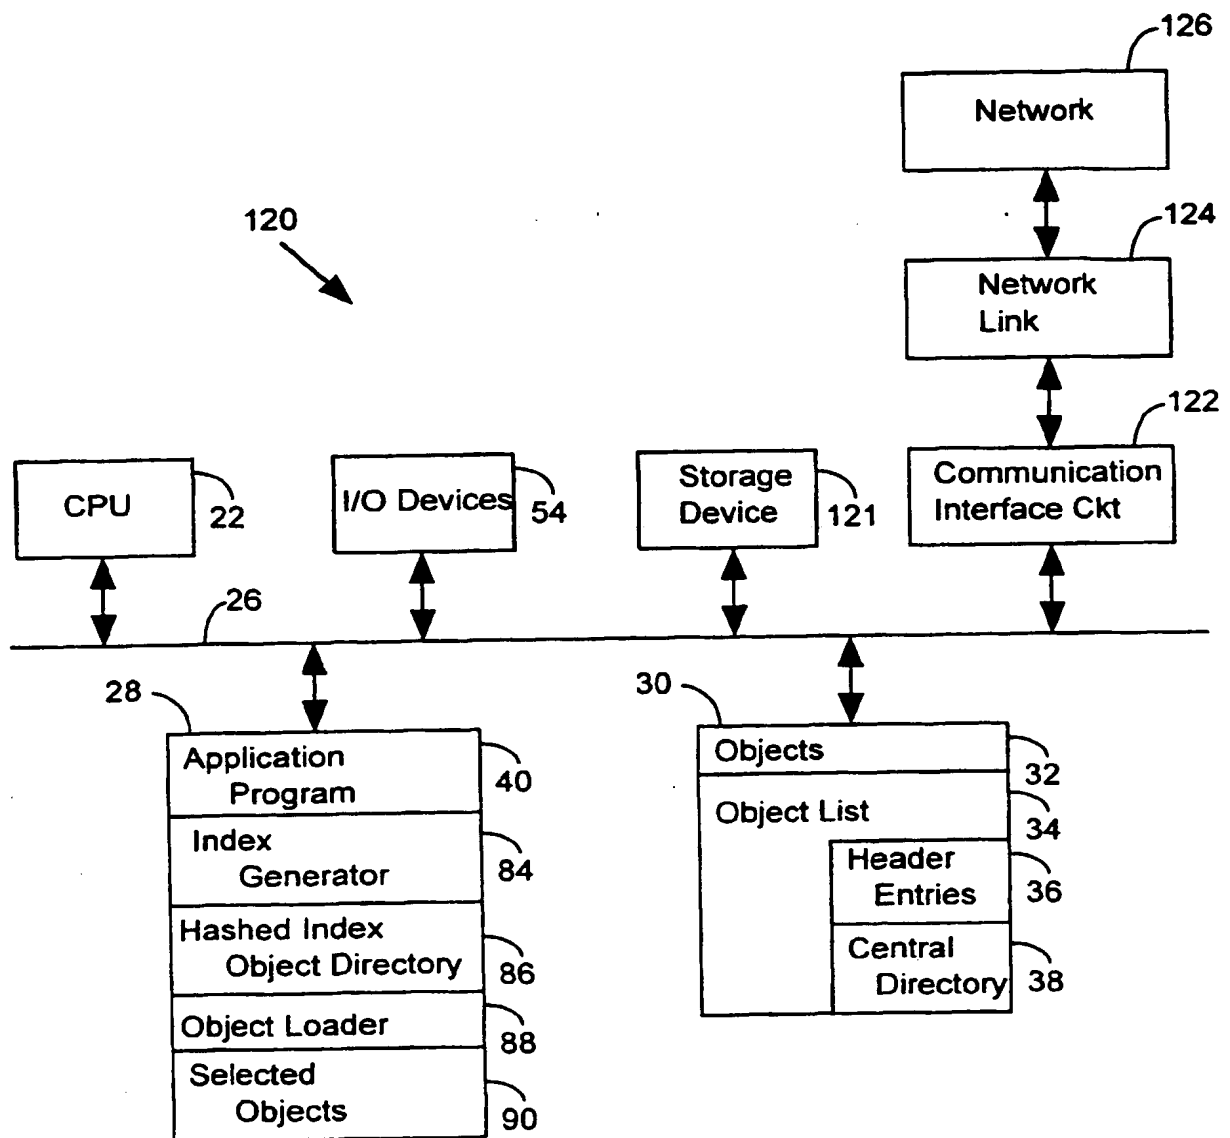 126
Network
120
124
Network
Link
122
CPU
22
I/O Devices
54
Storage
Device
121
Communication
Interface Ckt
26
28
Application
Program
40
Index
Generator
84
Hashed Index
Object Directory
86
Object Loader
88
Selected
Objects
90
30
Objects
32
Object List
34
Header
Entries
36
Central
Directory
38